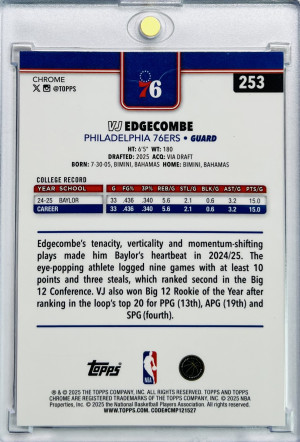 CHROME
X @TOPPS
76
253
VJ EDGECOMBE
PHILADELPHIA 76ERS • GUARD
HT: 6'5" WT: 180
DRAFTED: 2025 ACQ: VIA DRAFT
BORN: 7-30-05, BIMINI, BAHAMAS HOME: BIMINI, BAHAMAS
COLLEGE RECORD
YEAR SCHOOL G FG% 3P% REB/G STL/G BLK/G AST/G PTS/G
24-25 BAYLOR 33 .436 .340 5.6 2.1 0.6 3.2 15.0
CAREER 33 .436 .340 5.6 2.1 0.6 3.2 15.0
Edgecombe's tenacity, verticality and momentum-shifting
plays made him Baylor's heartbeat in 2024/25. The
eye-popping athlete logged nine games with at least 10
points and three steals, which ranked second in the Big
12 Conference. VJ also won Big 12 Rookie of the Year after
ranking in the loop's top 20 for PPG (13th), APG (19th) and
SPG (fourth).
Topps
NBA
® & © 2025 THE TOPPS COMPANY, INC. ALL RIGHTS RESERVED. TOPPS AND TOPPS
CHROME ARE REGISTERED TRADEMARKS OF THE TOPPS COMPANY, INC. © 2025 NBA
Properties, Inc. © 2025 the National Basketball Players Association. All rights reserved.
WWW.TOPPS.COM. CODE#CMP121527